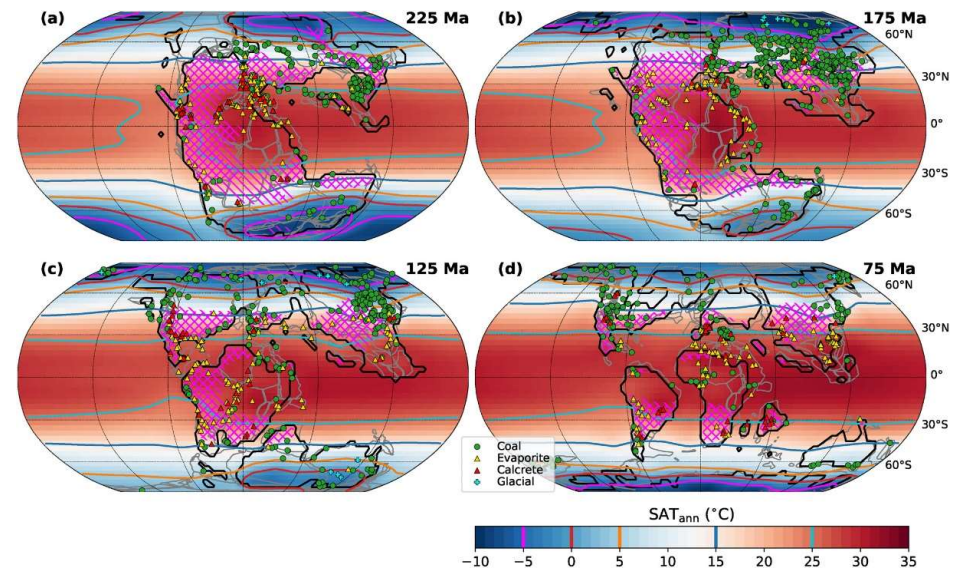 (a) 225 Ma
(b) 175 Ma
60°N
30°N
0°
30°S
60°S
(c) 125 Ma
(d) 75 Ma
60°N
30°N
0°
30°S
60°S
Coal
Evaporite
Calcrete
Glacial
SATann (°C)
−10 −5 0 5 10 15 20 25 30 35